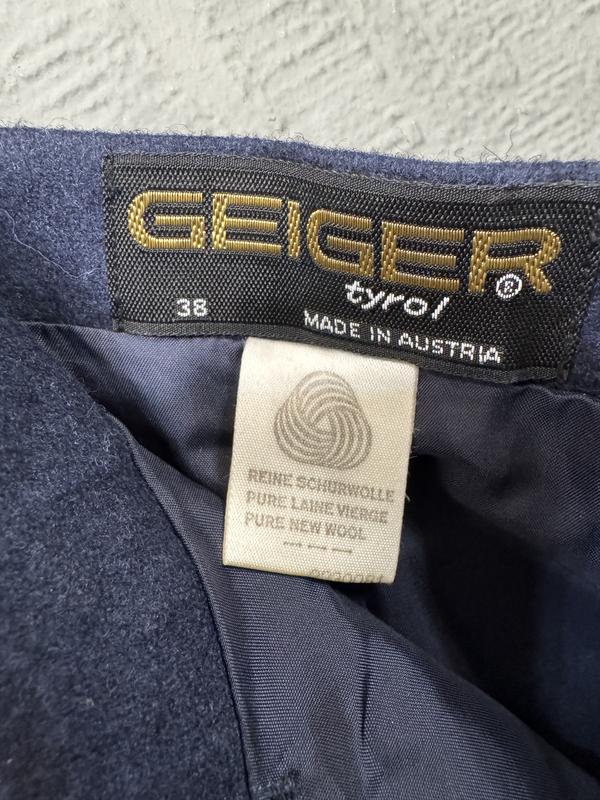 GEIGER®
tyrol
38
MADE IN AUSTRIA
REINE SCHURWOLLE
PURE LAINE VIERGE
PURE NEW WOOL